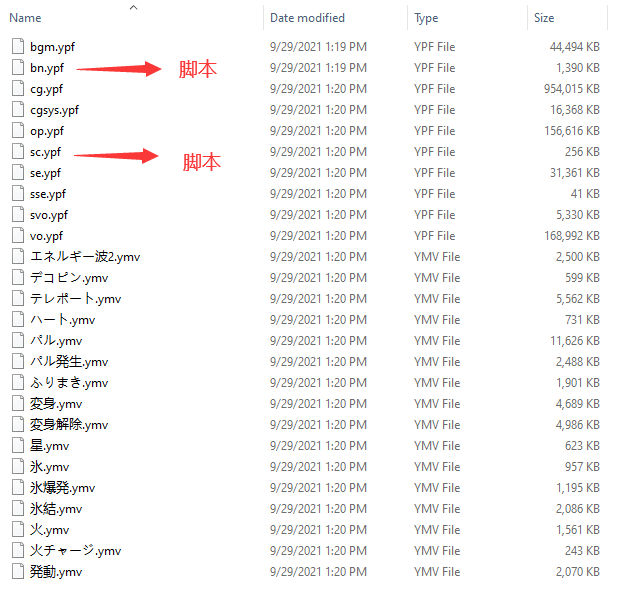 Name Date modified Type Size
bgm.ypf 9/29/2021 1:19 PM YPF File 44,494 KB
bn.ypf 脚本 9/29/2021 1:19 PM YPF File 1,390 KB
cg.ypf 9/29/2021 1:20 PM YPF File 954,015 KB
cgsys.ypf 9/29/2021 1:20 PM YPF File 16,368 KB
op.ypf 9/29/2021 1:20 PM YPF File 156,616 KB
sc.ypf 脚本 9/29/2021 1:20 PM YPF File 256 KB
se.ypf 9/29/2021 1:20 PM YPF File 31,361 KB
sse.ypf 9/29/2021 1:20 PM YPF File 41 KB
svo.ypf 9/29/2021 1:20 PM YPF File 5,330 KB
vo.ypf 9/29/2021 1:20 PM YPF File 168,992 KB
エネルギー波2.ymv 9/29/2021 1:20 PM YMV File 2,500 KB
デコピン.ymv 9/29/2021 1:20 PM YMV File 599 KB
テレポート.ymv 9/29/2021 1:20 PM YMV File 5,562 KB
ハート.ymv 9/29/2021 1:20 PM YMV File 731 KB
パル.ymv 9/29/2021 1:20 PM YMV File 11,626 KB
パル発生.ymv 9/29/2021 1:20 PM YMV File 2,488 KB
ふりまき.ymv 9/29/2021 1:20 PM YMV File 1,901 KB
変身.ymv 9/29/2021 1:20 PM YMV File 4,689 KB
変身解除.ymv 9/29/2021 1:20 PM YMV File 4,986 KB
星.ymv 9/29/2021 1:20 PM YMV File 623 KB
氷.ymv 9/29/2021 1:20 PM YMV File 957 KB
氷爆発.ymv 9/29/2021 1:20 PM YMV File 1,195 KB
氷結.ymv 9/29/2021 1:20 PM YMV File 2,086 KB
火.ymv 9/29/2021 1:20 PM YMV File 1,561 KB
火チャージ.ymv 9/29/2021 1:20 PM YMV File 243 KB
発動.ymv 9/29/2021 1:20 PM YMV File 2,070 KB